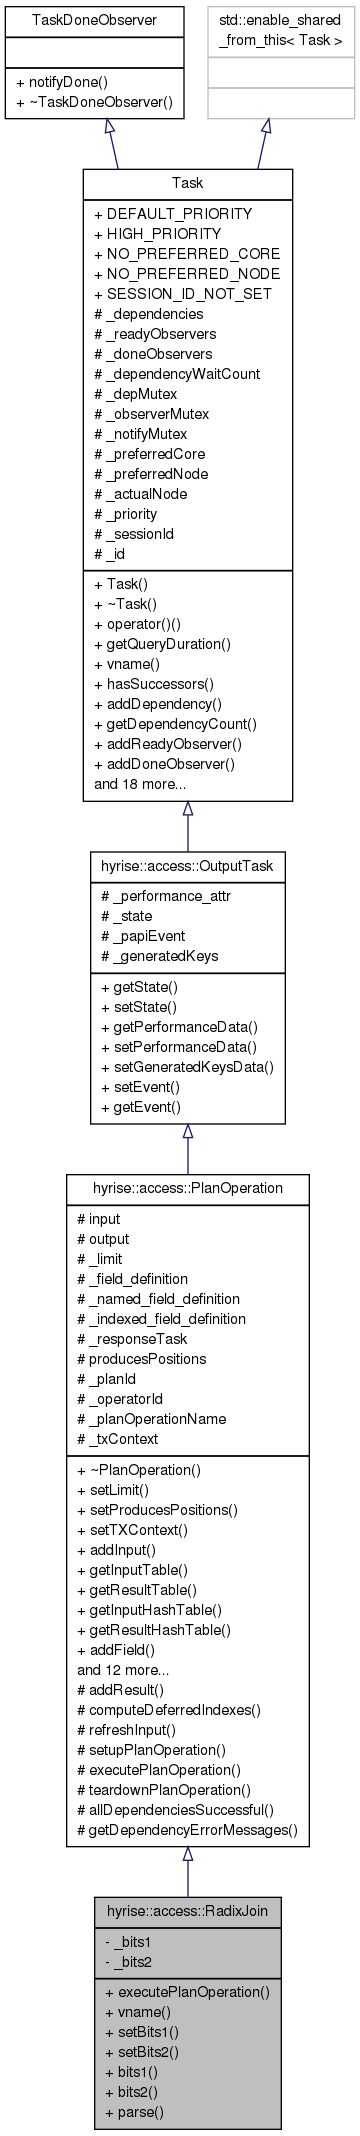 TaskDoneObserver
+ notifyDone()
+ ~TaskDoneObserver()
std::enable_shared
_from_this< Task >
Task
+ DEFAULT_PRIORITY
+ HIGH_PRIORITY
+ NO_PREFERRED_CORE
+ NO_PREFERRED_NODE
+ SESSION_ID_NOT_SET
# _dependencies
# _readyObservers
# _doneObservers
# _dependencyWaitCount
# _depMutex
# _observerMutex
# _notifyMutex
# _preferredCore
# _preferredNode
# _actualNode
# _priority
# _sessionId
# _id
+ Task()
+ ~Task()
+ operator()()
+ getQueryDuration()
+ vname()
+ hasSuccessors()
+ addDependency()
+ getDependencyCount()
+ addReadyObserver()
+ addDoneObserver()
and 18 more...
hyrise::access::OutputTask
# _performance_attr
# _state
# _papiEvent
# _generatedKeys
+ getState()
+ setState()
+ getPerformanceData()
+ setPerformanceData()
+ setGeneratedKeysData()
+ setEvent()
+ getEvent()
hyrise::access::PlanOperation
# input
# output
# _limit
# _field_definition
# _named_field_definition
# _indexed_field_definition
# _responseTask
# producesPositions
# _planId
# _operatorId
# _planOperationName
# _txContext
+ ~PlanOperation()
+ setLimit()
+ setProducesPositions()
+ setTXContext()
+ addInput()
+ getInputTable()
+ getResultTable()
+ getInputHashTable()
+ getResultHashTable()
+ addField()
and 12 more...
# addResult()
# computeDeferredIndexes()
# refreshInput()
# setupPlanOperation()
# executePlanOperation()
# teardownPlanOperation()
# allDependenciesSuccessful()
# getDependencyErrorMessages()
hyrise::access::RadixJoin
- _bits1
- _bits2
+ executePlanOperation()
+ vname()
+ setBits1()
+ setBits2()
+ bits1()
+ bits2()
+ parse()